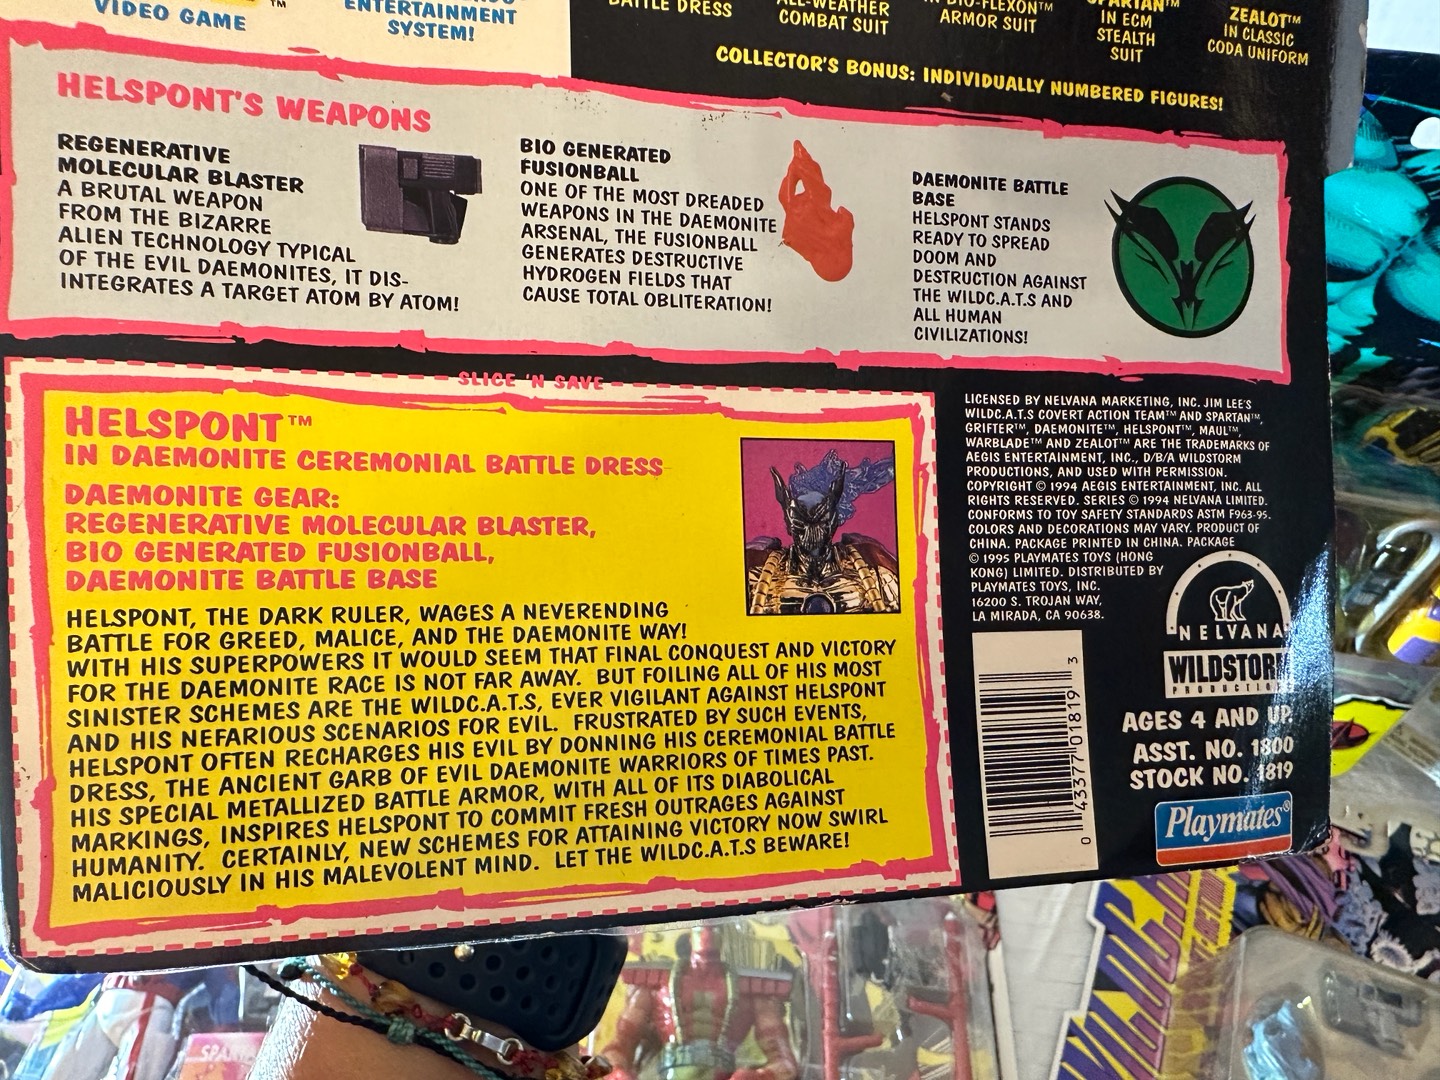 VIDEO GAME
TM
ENTERTAINMENT
SYSTEM!
BATTLE DRESS
ALL-WEATHER
COMBAT SUIT
BIO-FLEXON™
ARMOR SUIT
SPARTAN™
IN ECM
STEALTH
SUIT
ZEALOT™
IN CLASSIC
CODA UNIFORM
COLLECTOR'S BONUS: INDIVIDUALLY NUMBERED FIGURES!
HELSPONT'S WEAPONS
REGENERATIVE
MOLECULAR BLASTER
A BRUTAL WEAPON
FROM THE BIZARRE
ALIEN TECHNOLOGY TYPICAL
OF THE EVIL DAEMONITES, IT DIS-
INTEGRATES A TARGET ATOM BY ATOM!
BIO GENERATED
FUSIONBALL
ONE OF THE MOST DREADED
WEAPONS IN THE DAEMONITE
ARSENAL, THE FUSIONBALL
GENERATES DESTRUCTIVE
HYDROGEN FIELDS THAT
CAUSE TOTAL OBLITERATION!
DAEMONITE BATTLE
BASE
HELSPONT STANDS
READY TO SPREAD
DOOM AND
DESTRUCTION AGAINST
THE WILDC.A.T.S AND
ALL HUMAN
CIVILIZATIONS!
SLICE 'N SAVE
HELSPONT™
IN DAEMONITE CEREMONIAL BATTLE DRESS
DAEMONITE GEAR:
REGENERATIVE MOLECULAR BLASTER,
BIO GENERATED FUSIONBALL,
DAEMONITE BATTLE BASE
HELSPONT, THE DARK RULER, WAGES A NEVERENDING
BATTLE FOR GREED, MALICE, AND THE DAEMONITE WAY!
WITH HIS SUPERPOWERS IT WOULD SEEM THAT FINAL CONQUEST AND VICTORY
FOR THE DAEMONITE RACE IS NOT FAR AWAY. BUT FOILING ALL OF HIS MOST
SINISTER SCHEMES ARE THE WILDC.A.T.S, EVER VIGILANT AGAINST HELSPONT
AND HIS NEFARIOUS SCENARIOS FOR EVIL. FRUSTRATED BY SUCH EVENTS,
HELSPONT OFTEN RECHARGES HIS EVIL BY DONNING HIS CEREMONIAL BATTLE
DRESS, THE ANCIENT GARB OF EVIL DAEMONITE WARRIORS OF TIMES PAST.
HIS SPECIAL METALLIZED BATTLE ARMOR, WITH ALL OF ITS DIABOLICAL
MARKINGS, INSPIRES HELSPONT TO COMMIT FRESH OUTRAGES AGAINST
HUMANITY. CERTAINLY, NEW SCHEMES FOR ATTAINING VICTORY NOW SWIRL
MALICIOUSLY IN HIS MALEVOLENT MIND. LET THE WILDC.A.T.S BEWARE!
LICENSED BY NELVANA MARKETING, INC. JIM LEE'S
WILDC.A.T.S COVERT ACTION TEAM™ AND SPARTAN™,
GRIFTER™, DAEMONITE™, HELSPONT™, MAUL™,
WARBLADE™ AND ZEALOT™ ARE THE TRADEMARKS OF
AEGIS ENTERTAINMENT, INC., D/B/A WILDSTORM
PRODUCTIONS, AND USED WITH PERMISSION.
COPYRIGHT © 1994 AEGIS ENTERTAINMENT, INC. ALL
RIGHTS RESERVED. SERIES © 1994 NELVANA LIMITED.
CONFORMS TO TOY SAFETY STANDARDS ASTM F963-95.
COLORS AND DECORATIONS MAY VARY. PRODUCT OF
CHINA. PACKAGE PRINTED IN CHINA. PACKAGE
© 1995 PLAYMATES TOYS (HONG
KONG) LIMITED. DISTRIBUTED BY
PLAYMATES TOYS, INC.
16200 S. TROJAN WAY,
LA MIRADA, CA 90638.
NELVANA
WILDSTORM
PRODUCTIONS
AGES 4 AND UP.
ASST. NO. 1800
STOCK NO. 1819
Playmates®
0 43377 01819 3